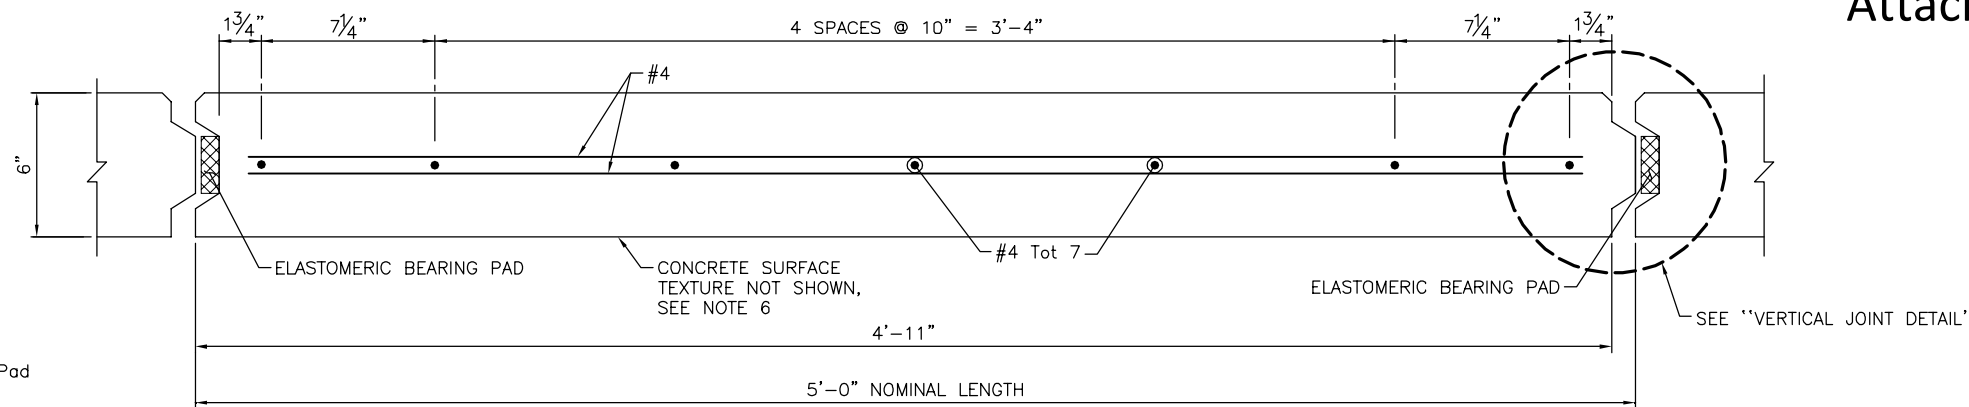 Attac
1¾"
7¼"
4 SPACES @ 10" = 3'-4"
7¼"
1¾"
#4
6"
#4 Tot 7
ELASTOMERIC BEARING PAD
CONCRETE SURFACE
TEXTURE NOT SHOWN,
SEE NOTE 6
ELASTOMERIC BEARING PAD
SEE ``VERTICAL JOINT DETAIL'
4'-11"
Pad
5'-0" NOMINAL LENGTH